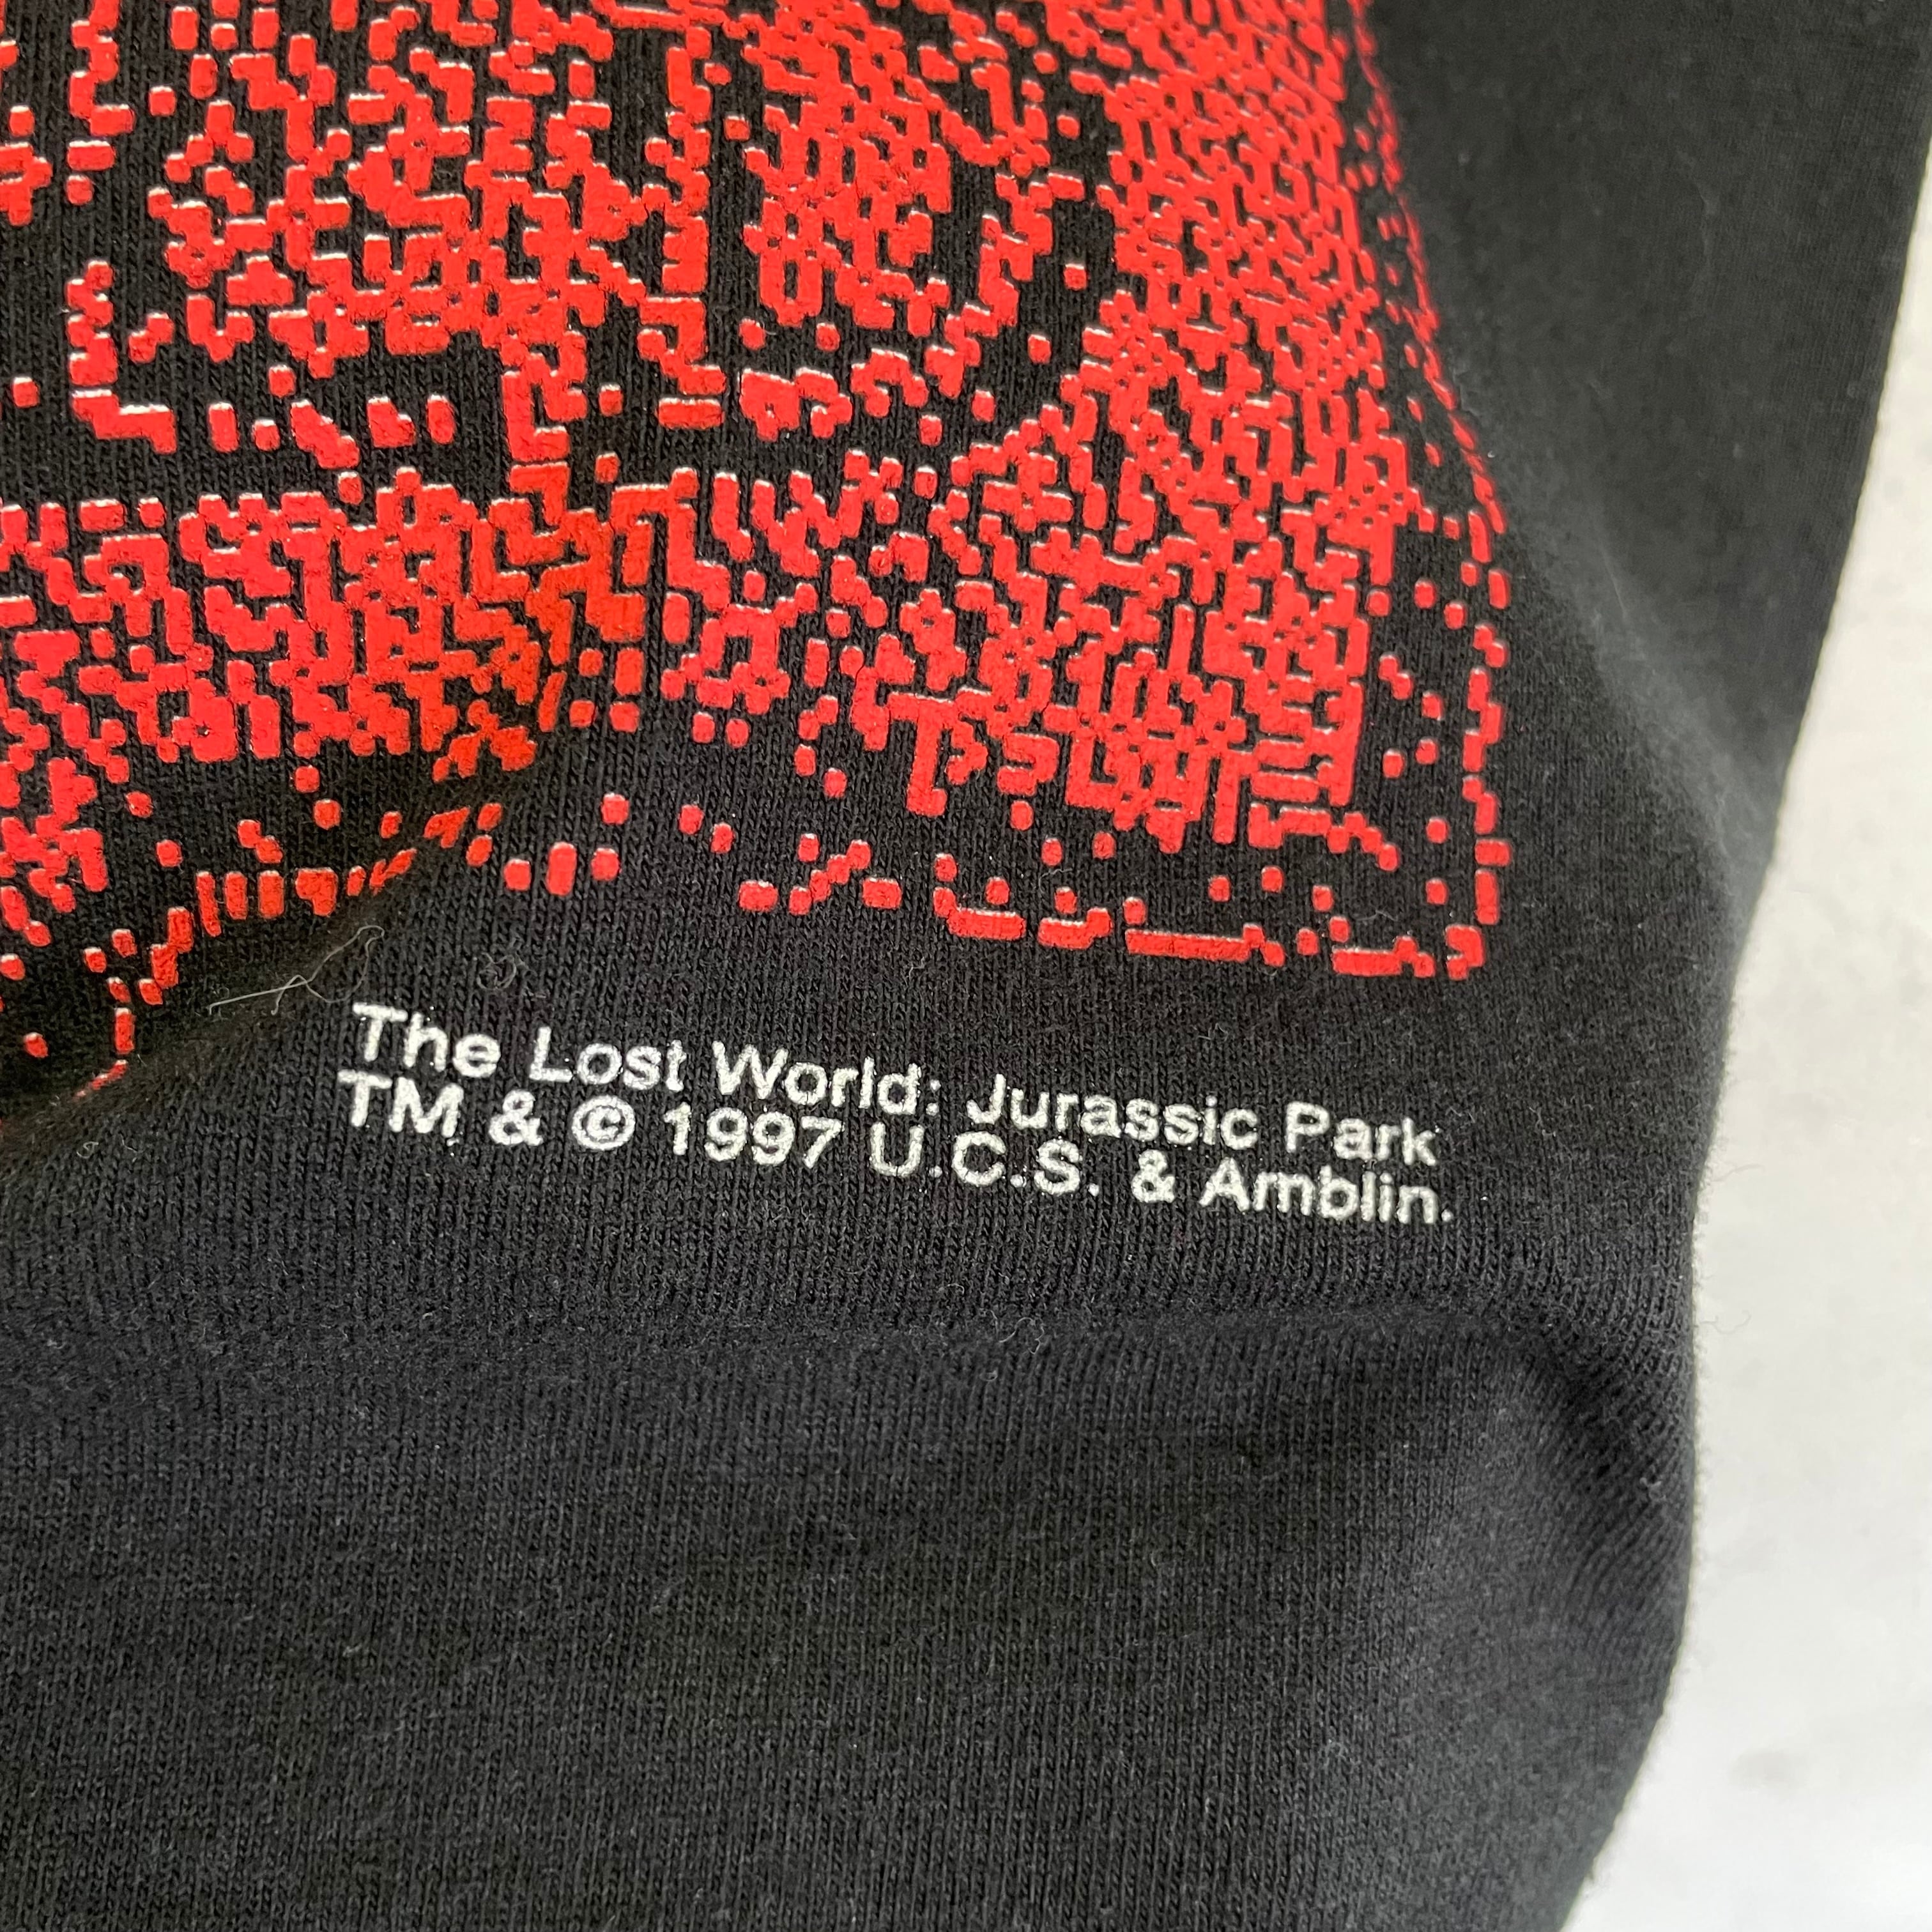 The Lost World: Jurassic Park
TM & © 1997 U.C.S. & Amblin.